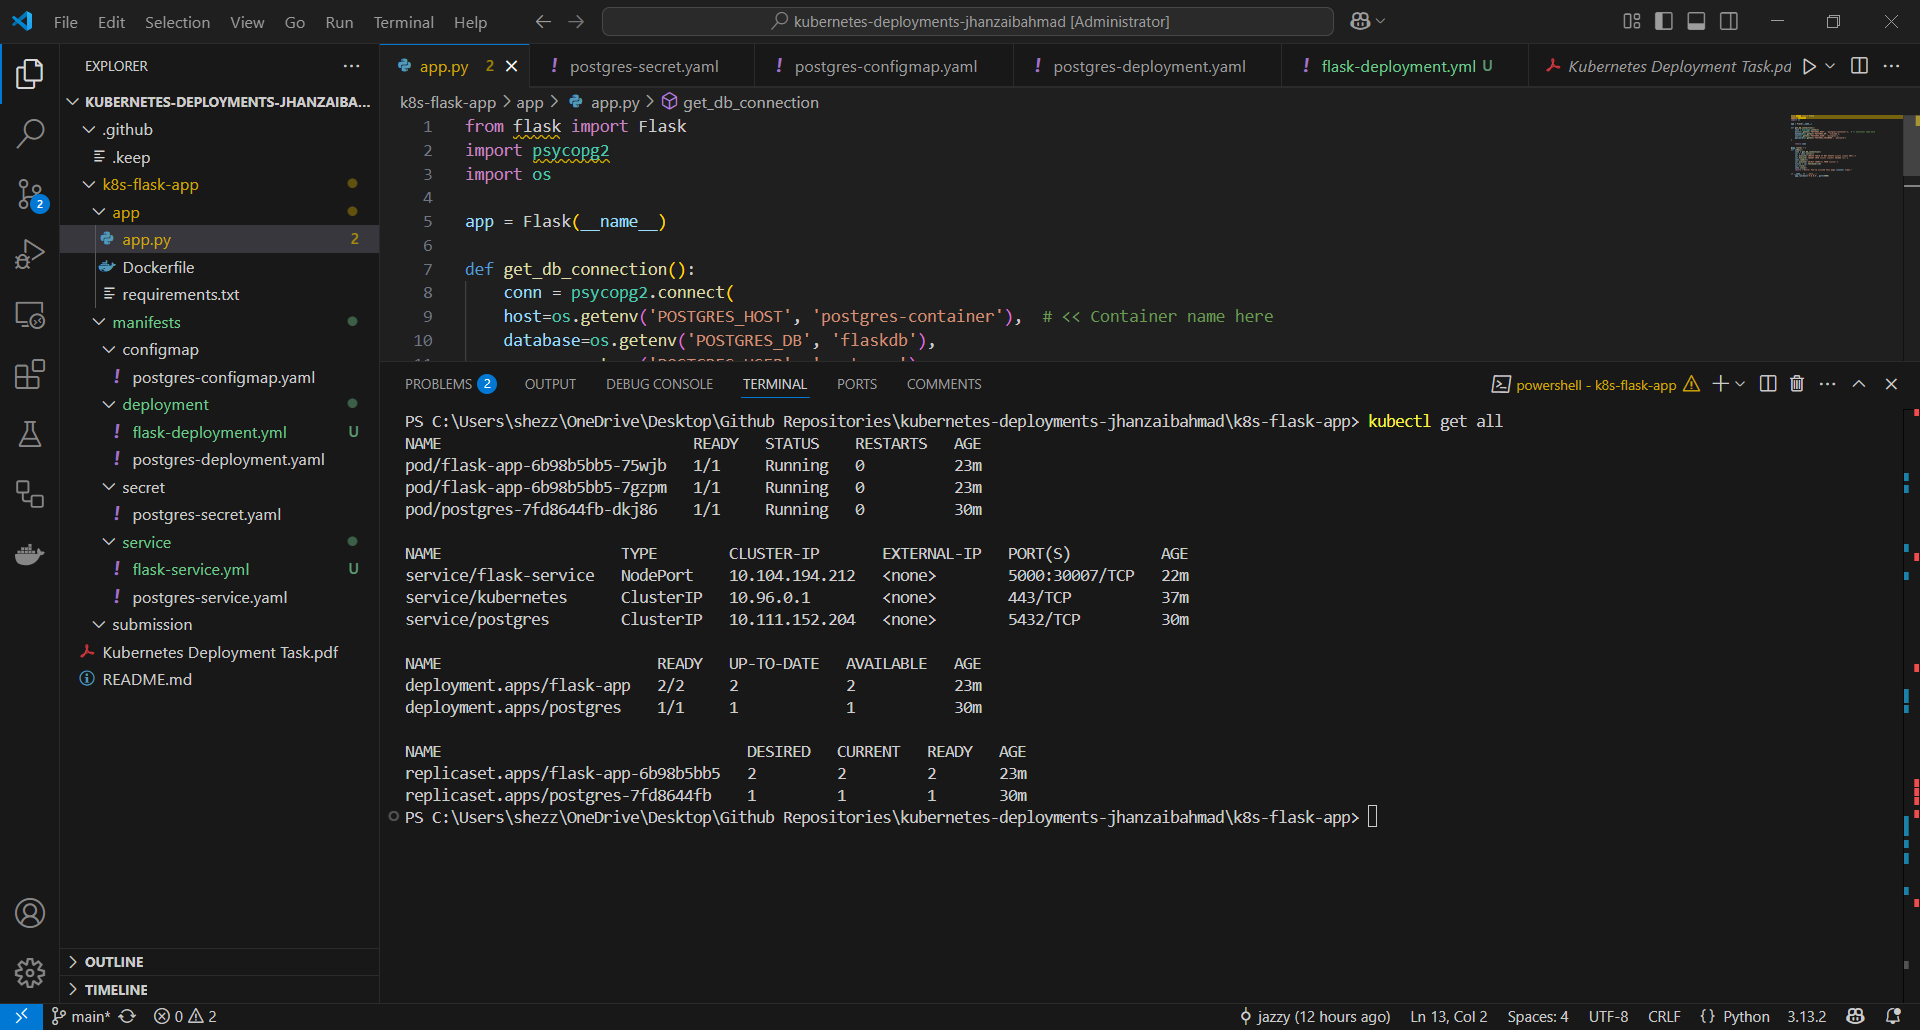 File Edit Selection View Go Run Terminal Help
kubernetes-deployments-jhanzaibahmad [Administrator]
EXPLORER
KUBERNETES-DEPLOYMENTS-JHANZAIBA...
.github
.keep
k8s-flask-app
app
app.py 2
Dockerfile
requirements.txt
manifests
configmap
! postgres-configmap.yaml
deployment
! flask-deployment.yml U
! postgres-deployment.yaml
secret
! postgres-secret.yaml
service
! flask-service.yml U
! postgres-service.yaml
submission
Kubernetes Deployment Task.pdf
README.md
OUTLINE
TIMELINE
2
app.py 2 ! postgres-secret.yaml ! postgres-configmap.yaml ! postgres-deployment.yaml ! flask-deployment.yml U Kubernetes Deployment Task.pd
k8s-flask-app > app > app.py > get_db_connection
1 from flask import Flask
2 import psycopg2
3 import os
4
5 app = Flask(__name__)
6
7 def get_db_connection():
8 conn = psycopg2.connect(
9 host=os.getenv('POSTGRES_HOST', 'postgres-container'), # << Container name here
10 database=os.getenv('POSTGRES_DB', 'flaskdb'),
PROBLEMS 2 OUTPUT DEBUG CONSOLE TERMINAL PORTS COMMENTS
powershell - k8s-flask-app
PS C:\Users\shezz\OneDrive\Desktop\Github Repositories\kubernetes-deployments-jhanzaibahmad\k8s-flask-app> kubectl get all
NAME READY STATUS RESTARTS AGE
pod/flask-app-6b98b5bb5-75wjb 1/1 Running 0 23m
pod/flask-app-6b98b5bb5-7gzpm 1/1 Running 0 23m
pod/postgres-7fd8644fb-dkj86 1/1 Running 0 30m
NAME TYPE CLUSTER-IP EXTERNAL-IP PORT(S) AGE
service/flask-service NodePort 10.104.194.212 <none> 5000:30007/TCP 22m
service/kubernetes ClusterIP 10.96.0.1 <none> 443/TCP 37m
service/postgres ClusterIP 10.111.152.204 <none> 5432/TCP 30m
NAME READY UP-TO-DATE AVAILABLE AGE
deployment.apps/flask-app 2/2 2 2 23m
deployment.apps/postgres 1/1 1 1 30m
NAME DESIRED CURRENT READY AGE
replicaset.apps/flask-app-6b98b5bb5 2 2 2 23m
replicaset.apps/postgres-7fd8644fb 1 1 1 30m
PS C:\Users\shezz\OneDrive\Desktop\Github Repositories\kubernetes-deployments-jhanzaibahmad\k8s-flask-app>
main* 0 2 jazzy (12 hours ago) Ln 13, Col 2 Spaces: 4 UTF-8 CRLF {} Python 3.13.2